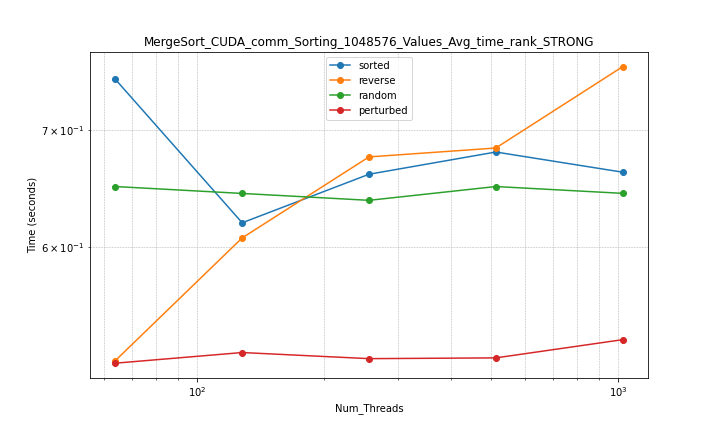 MergeSort_CUDA_comm_Sorting_1048576_Values_Avg_time_rank_STRONG
sorted
reverse
random
perturbed
7 × 10⁻¹
6 × 10⁻¹
Time (seconds)
10²
10³
Num_Threads